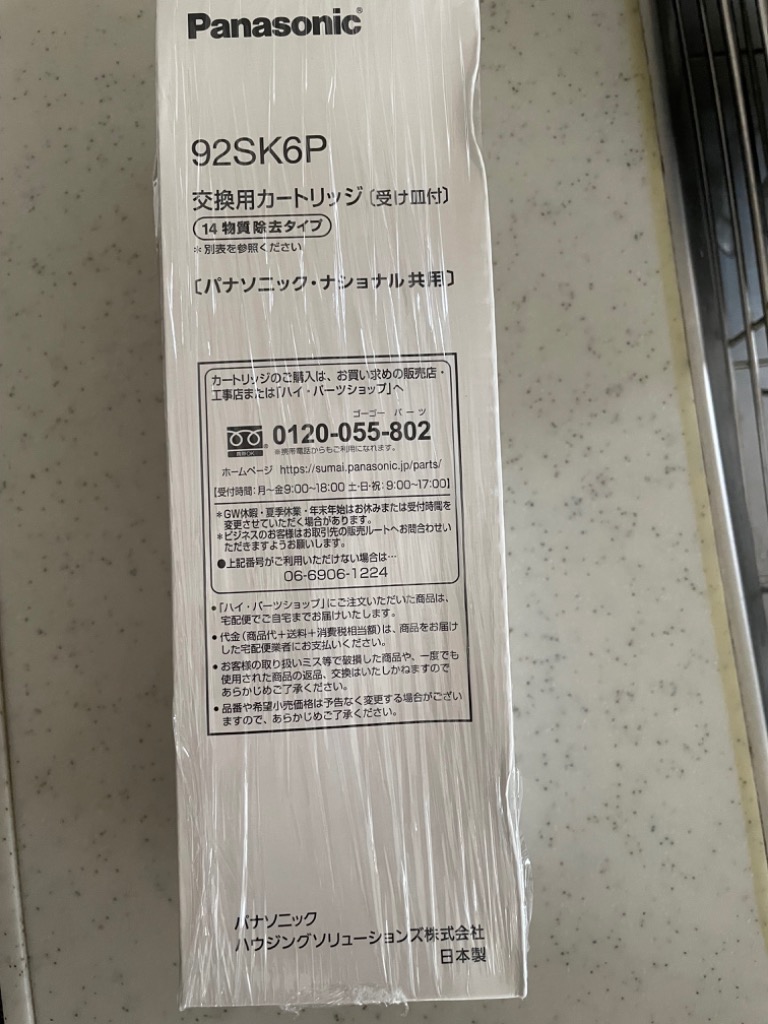 Panasonic
92SK6P
交換用カートリッジ〔受け皿付〕
14 物質除去タイプ
※別表を参照ください
〔パナソニック・ナショナル共用〕
カートリッジのご購入は、お買い求めの販売店・
工事店または「ハイ・パーツショップ」へ
ゴーゴー パーツ
0120-055-802
※携帯電話からもご利用になれます。
ホームページ https://sumai.panasonic.jp/parts/
【受付時間:月～金9:00～18:00 土・日・祝:9:00～17:00】
＊GW休暇・夏季休業・年末年始はお休みまたは受付時間を
変更させていただく場合があります。
＊ビジネスのお客様はお取引先の販売ルートへお問合わせい
ただきますようお願いします。
●上記番号がご利用いただけない場合は…
06-6906-1224
●「ハイ・パーツショップ」にご注文いただいた商品は、
宅配便でご自宅までお届けいたします。
●代金(商品代+送料+消費税相当額)は、商品をお届け
した宅配便業者にお支払いください。
●お客様の取り扱いミス等で破損した商品や、一度でも
使用された商品の返品、交換はいたしかねますので
あらかじめご了承ください。
●品番や希望小売価格は予告なく変更する場合がござい
ますので、あらかじめご了承ください。
パナソニック
ハウジングソリューションズ株式会社
日本製